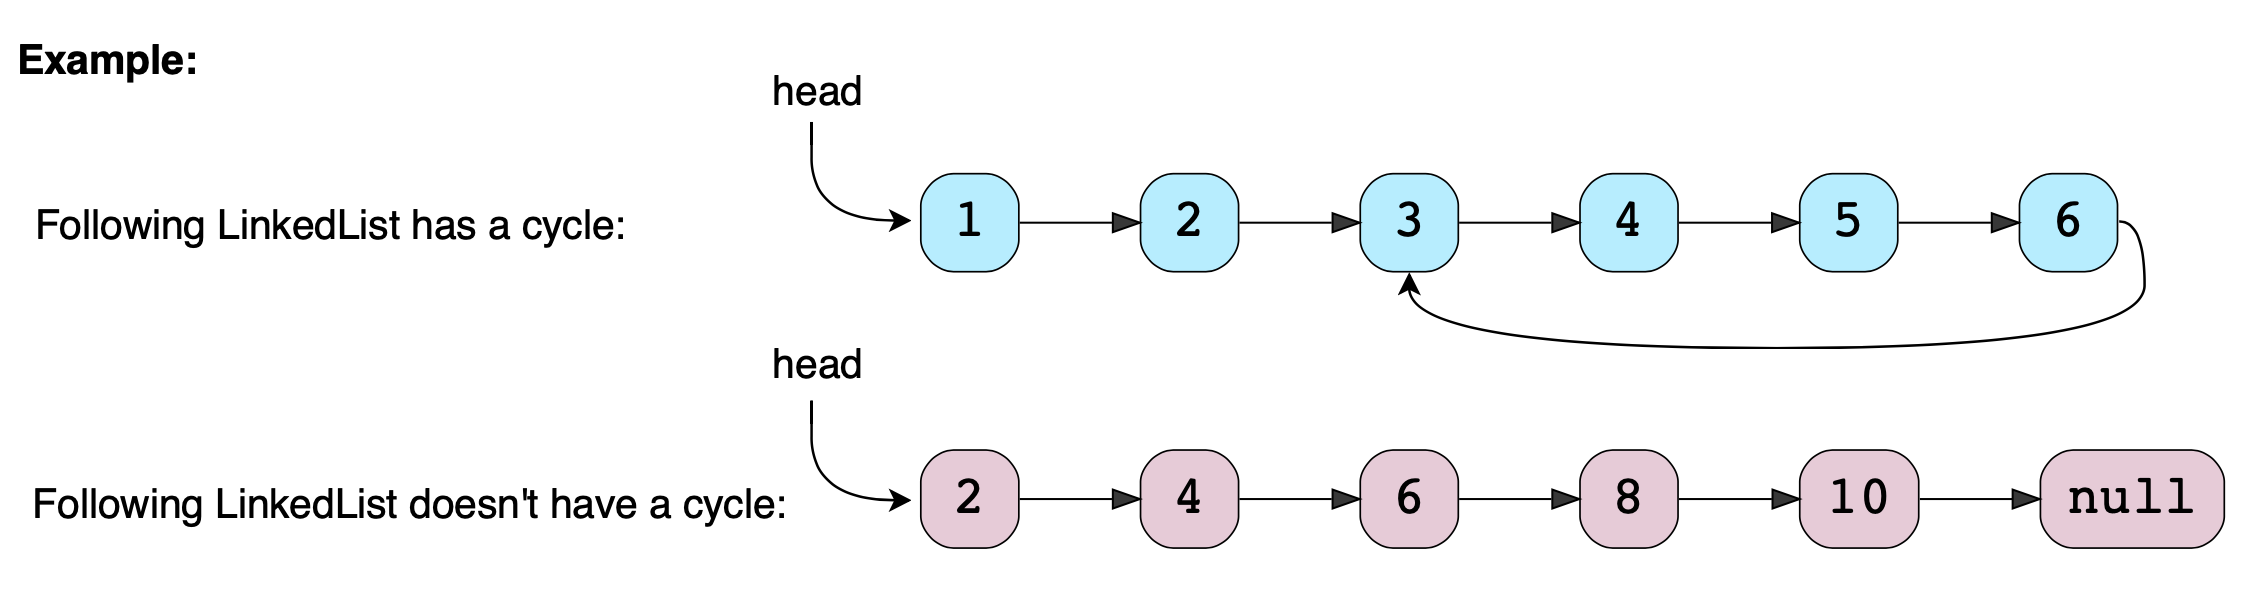 Example:
head
Following LinkedList has a cycle: 1 2 3 4 5 6
head
Following LinkedList doesn't have a cycle: 2 4 6 8 10 null